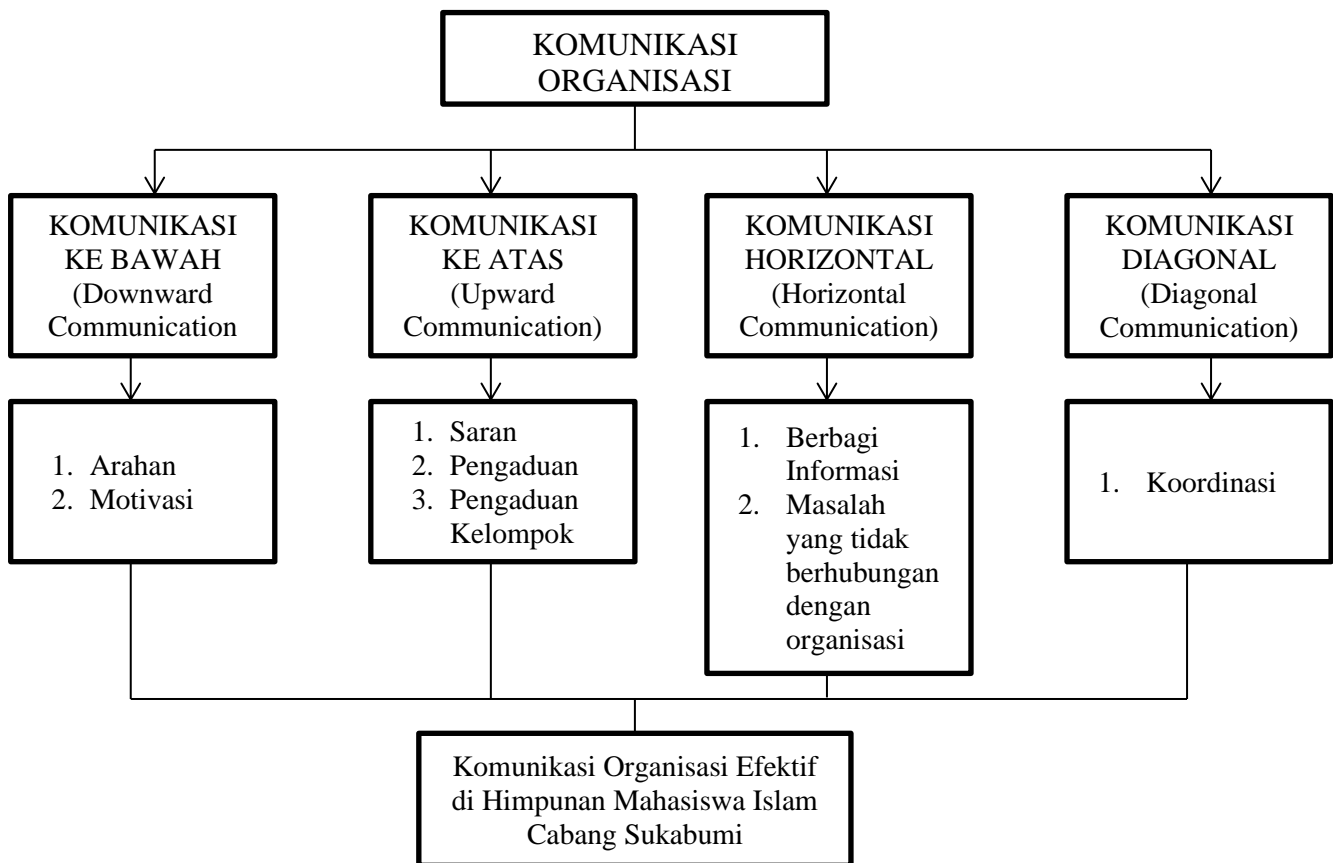 KOMUNIKASI
ORGANISASI
KOMUNIKASI
KE BAWAH
(Downward
Communication
KOMUNIKASI
KE ATAS
(Upward
Communication)
KOMUNIKASI
HORIZONTAL
(Horizontal
Communication)
KOMUNIKASI
DIAGONAL
(Diagonal
Communication)
1. Arahan
2. Motivasi
1. Saran
2. Pengaduan
3. Pengaduan
Kelompok
1. Berbagi
Informasi
2. Masalah
yang tidak
berhubungan
dengan
organisasi
1. Koordinasi
Komunikasi Organisasi Efektif
di Himpunan Mahasiswa Islam
Cabang Sukabumi